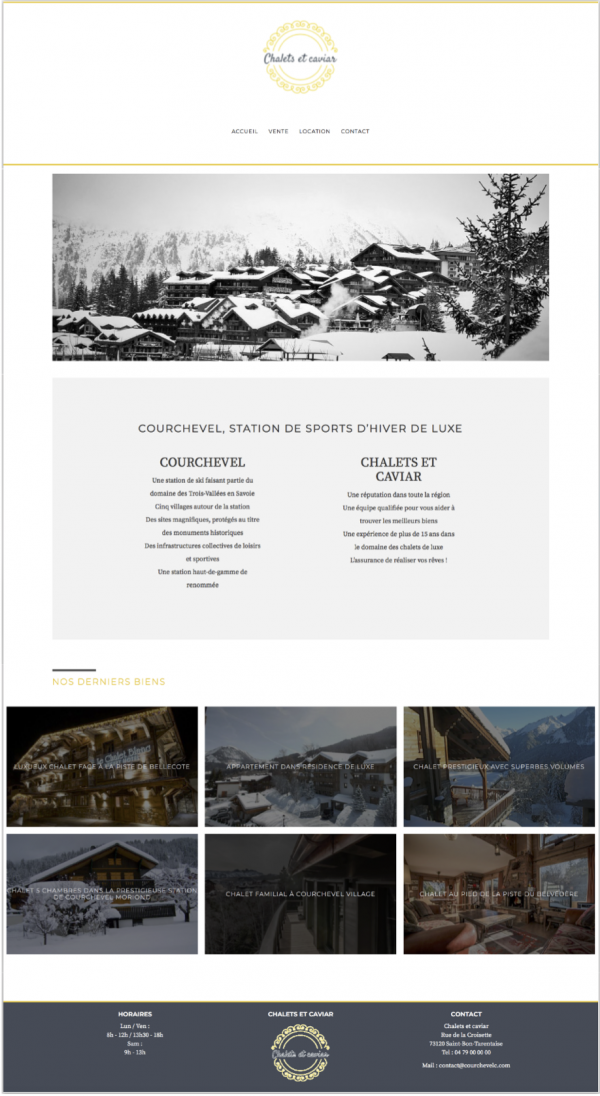 Chalets et caviar
ACCUEIL VENTE LOCATION CONTACT
COURCHEVEL, STATION DE SPORTS D'HIVER DE LUXE
COURCHEVEL
Une station de ski faisant partie du
domaine des Trois-Vallées en Savoie
Cinq villages autour de la station
Des sites magnifiques, protégés au titre
des monuments historiques
Des infrastructures collectives de loisirs
et sportives
Une station haut-de-gamme de
renommée
CHALETS ET
CAVIAR
Une réputation dans toute la région
Une équipe qualifiée pour vous aider à
trouver les meilleurs biens
Une expérience de plus de 15 ans dans
le domaine des chalets de luxe
L'assurance de réaliser vos rêves !
NOS DERNIERS BIENS
Chalet Blanc
LUXUEUX CHALET FACE À LA PISTE DE BELLECOTE
APPARTEMENT DANS RÉSIDENCE DE LUXE
CHALET PRESTIGIEUX AVEC SUPERBES VOLUMES
CHALET 5 CHAMBRES DANS LA PRESTIGIEUSE STATION
DE COURCHEVEL MORIOND
CHALET FAMILIAL À COURCHEVEL VILLAGE
CHALET AU PIED DE LA PISTE DU BELVÉDÈRE
HORAIRES
Lun / Ven :
8h - 12h / 13h30 - 18h
Sam :
9h - 13h
CHALETS ET CAVIAR
Chalets et caviar
CONTACT
Chalets et caviar
Rue de la Croisette
73120 Saint-Bon-Tarentaise
Tel : 04 79 00 00 00
Mail : contact@courchevelc.com